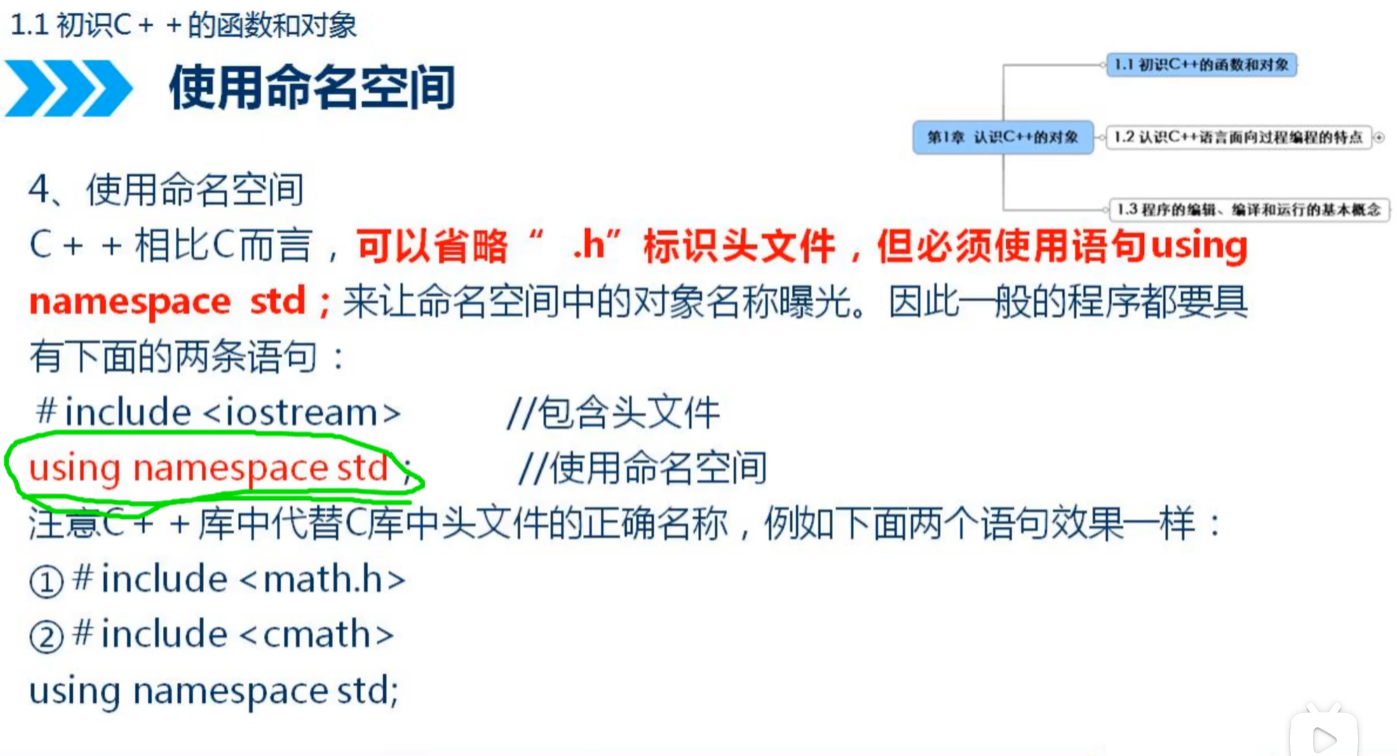 1.1 初识C++的函数和对象
使用命名空间
1.1 初识C++的函数和对象
第1章 认识C++的对象
1.2 认识C++语言面向过程编程的特点
1.3 程序的编辑、编译和运行的基本概念
4、使用命名空间
C++相比C而言，可以省略“ .h”标识头文件，但必须使用语句using
namespace std；来让命名空间中的对象名称曝光。因此一般的程序都要具
有下面的两条语句：
#include <iostream> //包含头文件
using namespace std; //使用命名空间
注意C++库中代替C库中头文件的正确名称，例如下面两个语句效果一样：
①#include <math.h>
②#include <cmath>
using namespace std;